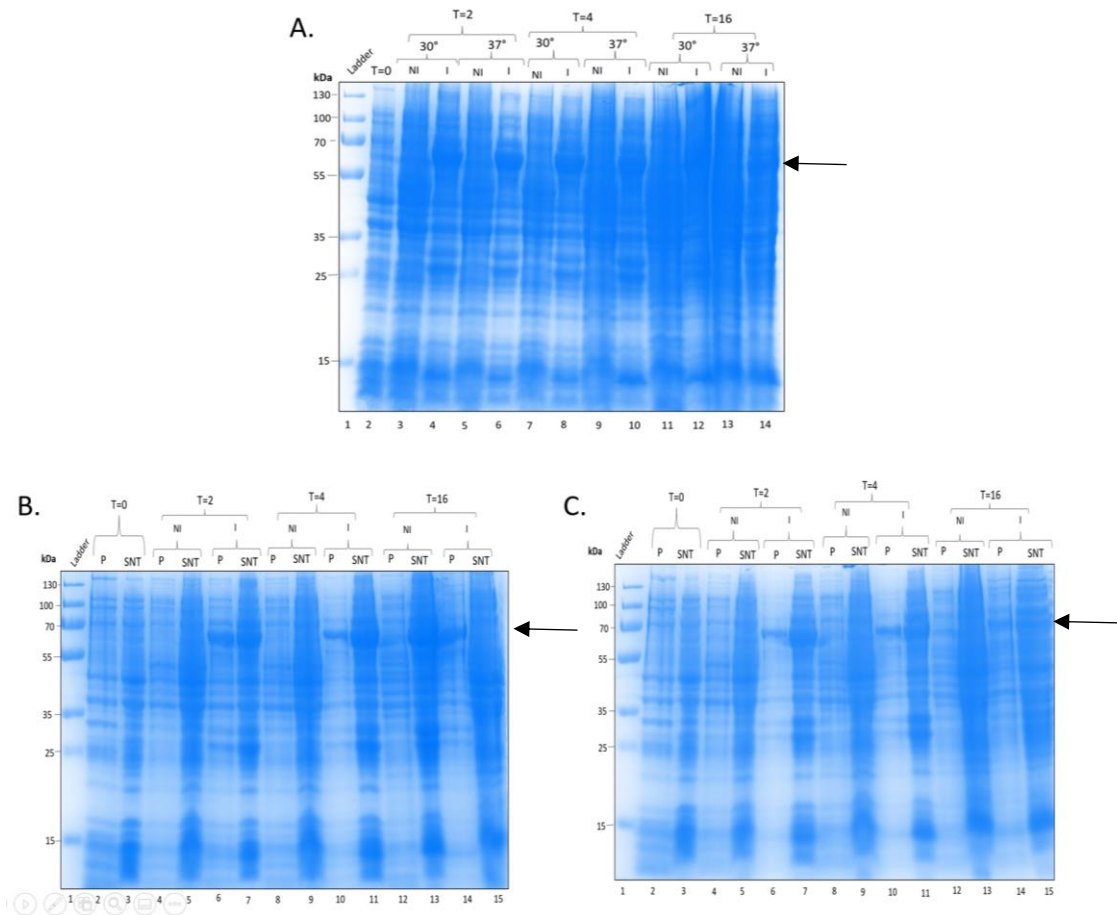 A.
T=2 T=4 T=16
30° 37° 30° 37° 30° 37°
Ladder T=0 NI I NI I NI I NI I NI I NI I
kDa
130
100
70
55
35
25
15
1 2 3 4 5 6 7 8 9 10 11 12 13 14
B.
T=0 T=2 T=4 T=16
NI I NI I NI I
Ladder P SNT P SNT P SNT P SNT P SNT P SNT P SNT
kDa
130
100
70
55
35
25
15
1 2 3 4 5 6 7 8 9 10 11 12 13 14 15
C.
T=0 T=2 T=4 T=16
NI I NI I NI I
Ladder P SNT P SNT P SNT P SNT P SNT P SNT P SNT
kDa
130
100
70
55
35
25
15
1 2 3 4 5 6 7 8 9 10 11 12 13 14 15